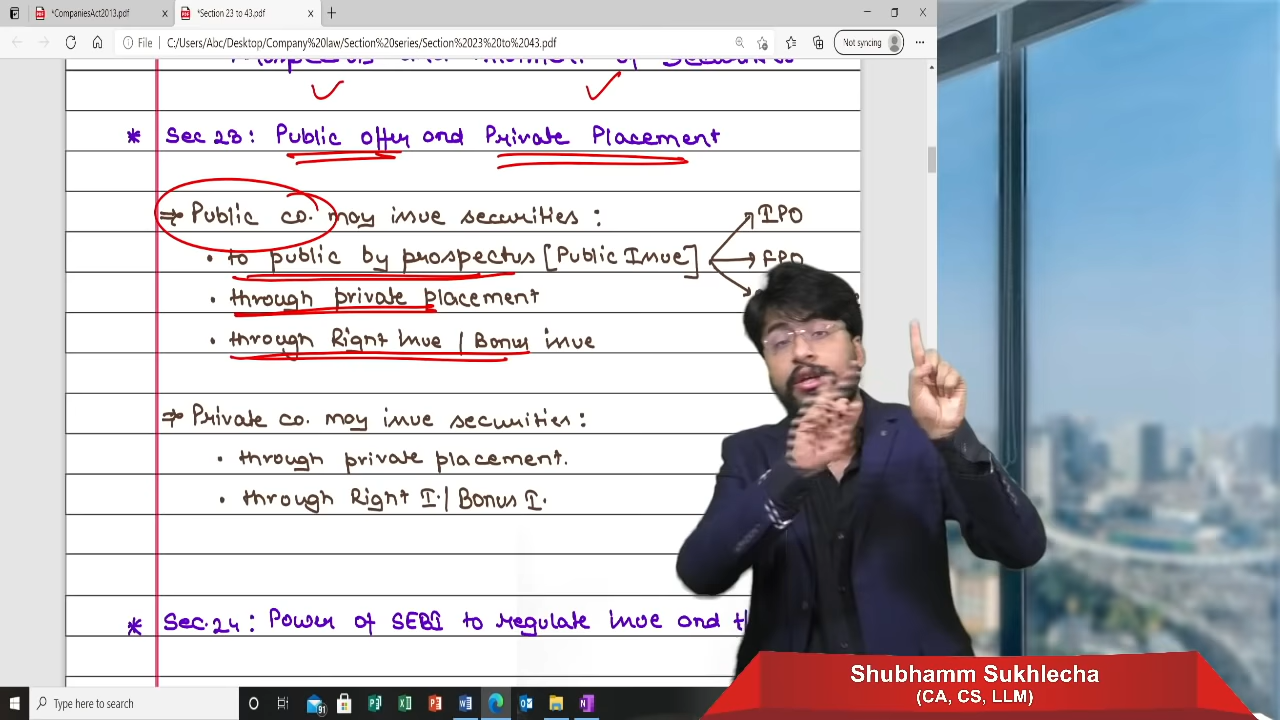 *CompaniesAct2013.pdf
*Section 23 to 43.pdf
File
C:/Users/Abc/Desktop/Company%20law/Section%20series/Section%2023%20to%2043.pdf
Not syncing
of
* Sec 23: Public offer and Private Placement
⇒ Public co. may issue securities :
• to public by prospectus [Public Issue]
IPO
FPO
• through private placement
• through Right issue / Bonus issue
⇒ Private co. may issue securities :
• through private placement.
• through Right I. / Bonus I.
* Sec. 24 : Power of SEBI to regulate issue and
Shubhamm Sukhlecha
(CA, CS, LLM)
Type here to search
91